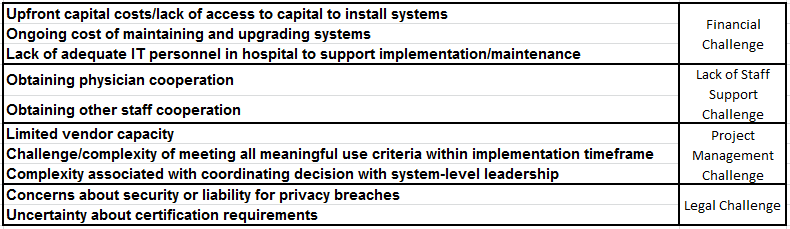 Upfront capital costs/lack of access to capital to install systems
Ongoing cost of maintaining and upgrading systems
Lack of adequate IT personnel in hospital to support implementation/maintenance
Financial
Challenge
Obtaining physician cooperation
Obtaining other staff cooperation
Lack of Staff
Support
Challenge
Limited vendor capacity
Challenge/complexity of meeting all meaningful use criteria within implementation timeframe
Complexity associated with coordinating decision with system-level leadership
Project
Management
Challenge
Concerns about security or liability for privacy breaches
Uncertainty about certification requirements
Legal Challenge